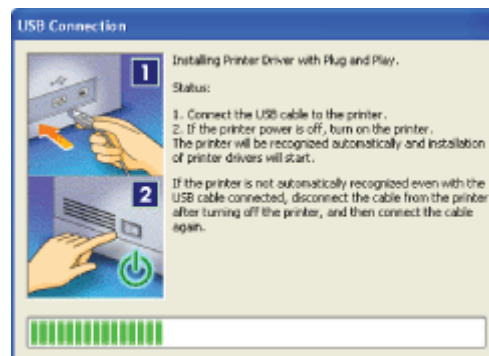 USB Connection
1
Installing Printer Driver with Plug and Play.
Status:
1. Connect the USB cable to the printer.
2. If the printer power is off, turn on the printer.
The printer will be recognized automatically and installation
of printer drivers will start.
2
If the printer is not automatically recognized even with the
USB cable connected, disconnect the cable from the printer
after turning off the printer, and then connect the cable
again.